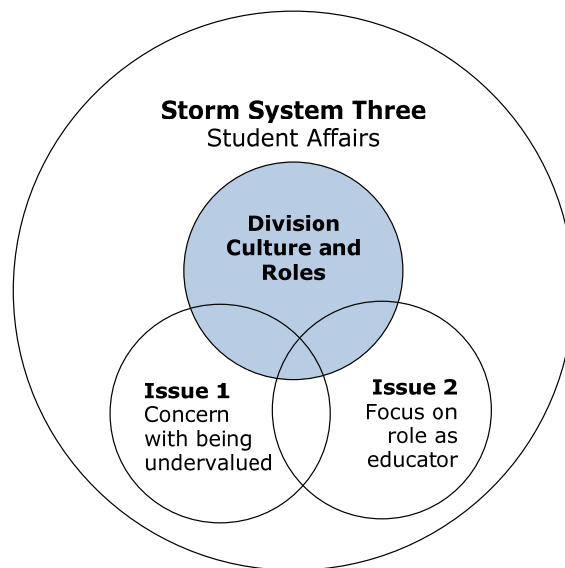 Storm System Three
Student Affairs
Division
Culture and
Roles
Issue 1
Concern
with being
undervalued
Issue 2
Focus on
role as
educator